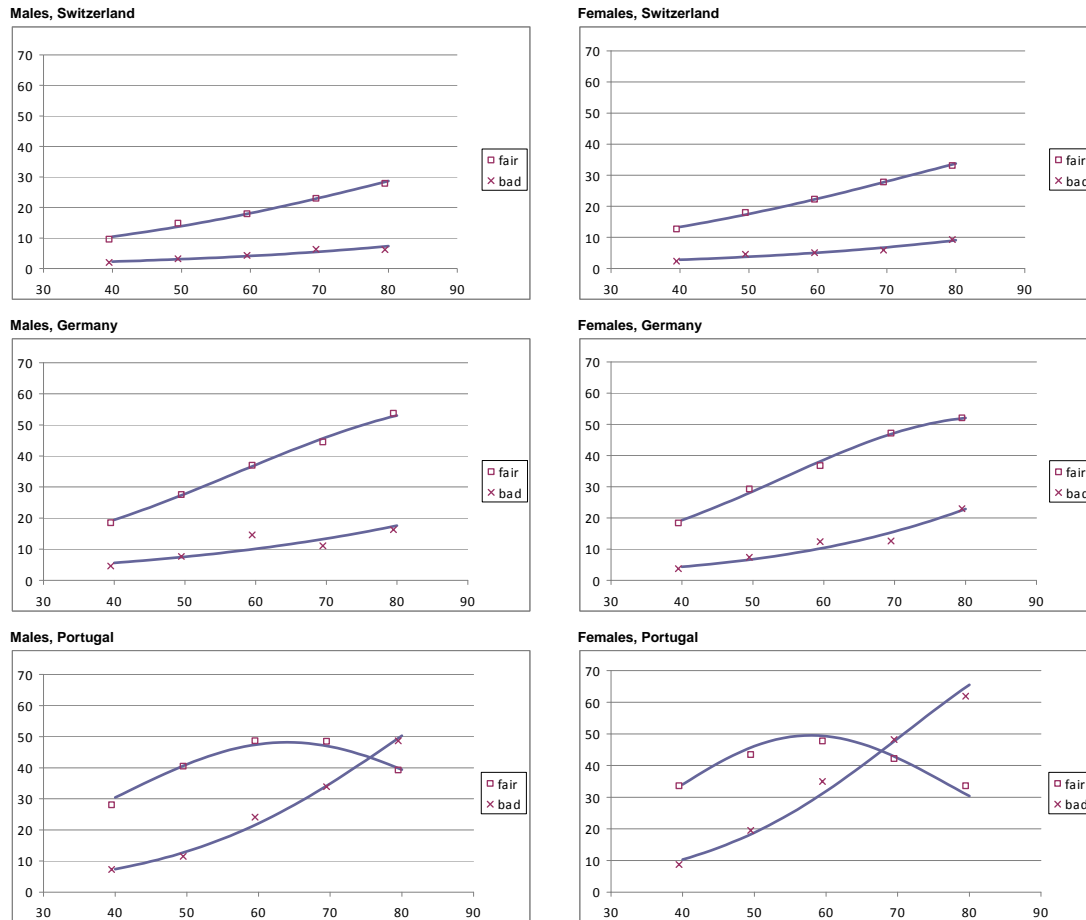 Males, Switzerland
70
60
50
40
30
20
10
0
30 40 50 60 70 80 90
fair
bad
Females, Switzerland
70
60
50
40
30
20
10
0
30 40 50 60 70 80 90
fair
bad
Males, Germany
70
60
50
40
30
20
10
0
30 40 50 60 70 80 90
fair
bad
Females, Germany
70
60
50
40
30
20
10
0
30 40 50 60 70 80 90
fair
bad
Males, Portugal
70
60
50
40
30
20
10
0
30 40 50 60 70 80 90
fair
bad
Females, Portugal
70
60
50
40
30
20
10
0
30 40 50 60 70 80 90
fair
bad